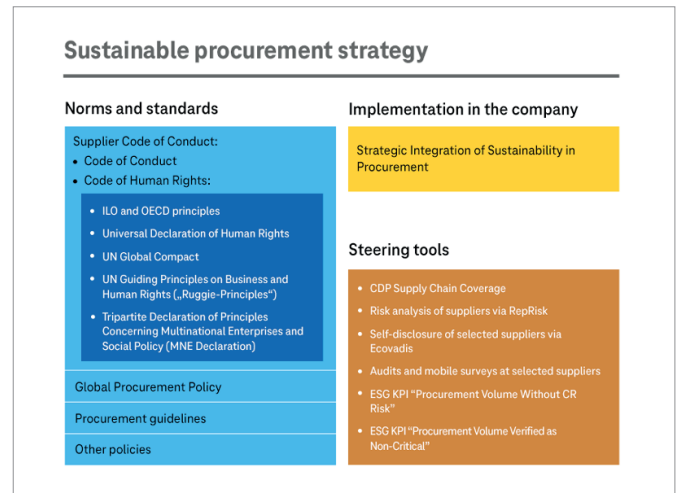 Sustainable procurement strategy
Norms and standards
Supplier Code of Conduct:
• Code of Conduct
• Code of Human Rights:
• ILO and OECD principles
• Universal Declaration of Human Rights
• UN Global Compact
• UN Guiding Principles on Business and
Human Rights („Ruggie-Principles“)
• Tripartite Declaration of Principles
Concerning Multinational Enterprises and
Social Policy (MNE Declaration)
Global Procurement Policy
Procurement guidelines
Other policies
Implementation in the company
Strategic Integration of Sustainability in
Procurement
Steering tools
• CDP Supply Chain Coverage
• Risk analysis of suppliers via RepRisk
• Self-disclosure of selected suppliers via
Ecovadis
• Audits and mobile surveys at selected suppliers
• ESG KPI “Procurement Volume Without CR
Risk”
• ESG KPI “Procurement Volume Verified as
Non-Critical”